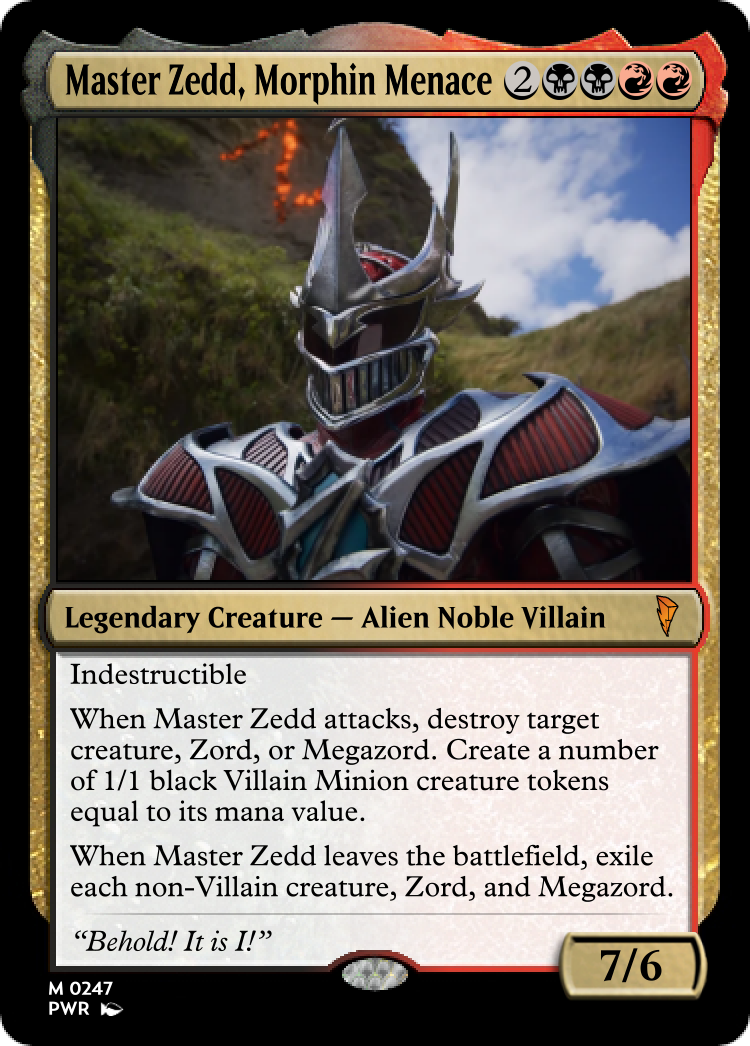 Master Zedd, Morphin Menace 2
Legendary Creature — Alien Noble Villain
Indestructible
When Master Zedd attacks, destroy target
creature, Zord, or Megazord. Create a number
of 1/1 black Villain Minion creature tokens
equal to its mana value.
When Master Zedd leaves the battlefield, exile
each non-Villain creature, Zord, and Megazord.
“Behold! It is I!”
7/6
M 0247
PWR